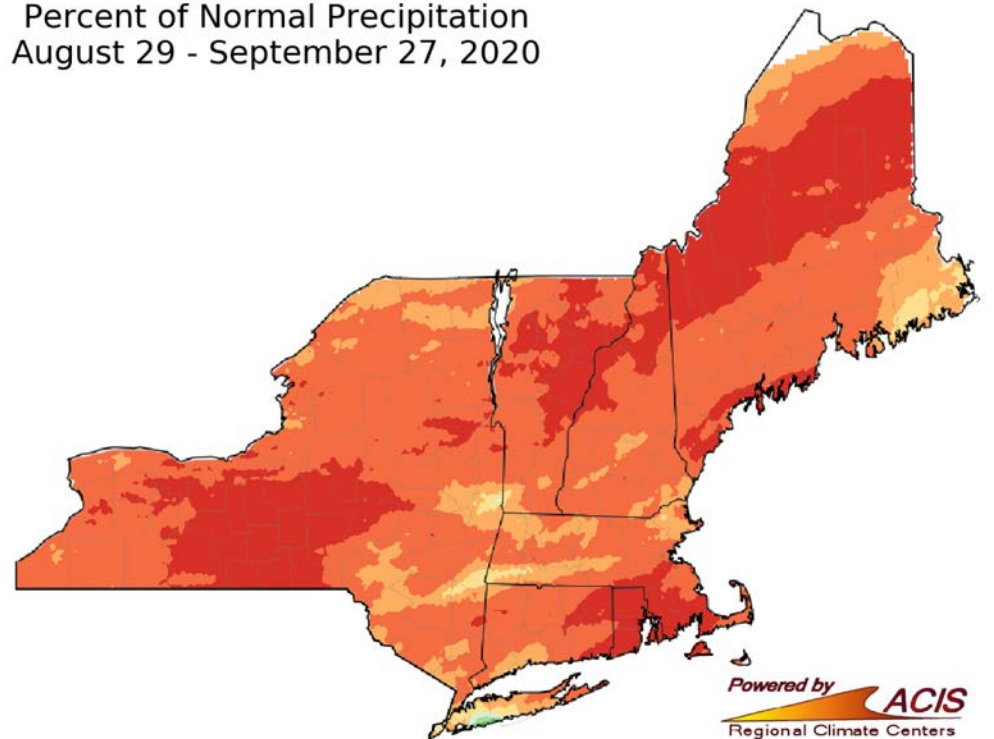 Percent of Normal Precipitation
August 29 - September 27, 2020
Powered by
ACIS
Regional Climate Centers